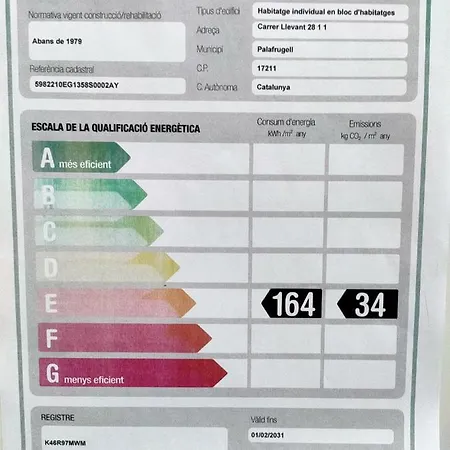 Normativa vigent construcció/rehabilitació
Abans de 1979
Referència cadastral
5982210EG1358S0002AY
Tipus d'edifici Habitatge individual en bloc d'habitatges
Adreça Carrer Llevant 28 1 1
Municipi Palafrugell
C.P. 17211
C. Autònoma Catalunya
ESCALA DE LA QUALIFICACIÓ ENERGÈTICA
Consum d'energia
kWh /m² any
Emissions
kg CO₂ / m² any
A més eficient
B
C
D
E 164 34
F
G menys eficient
REGISTRE
K46R97MWM
Vàlid fins
01/02/2031